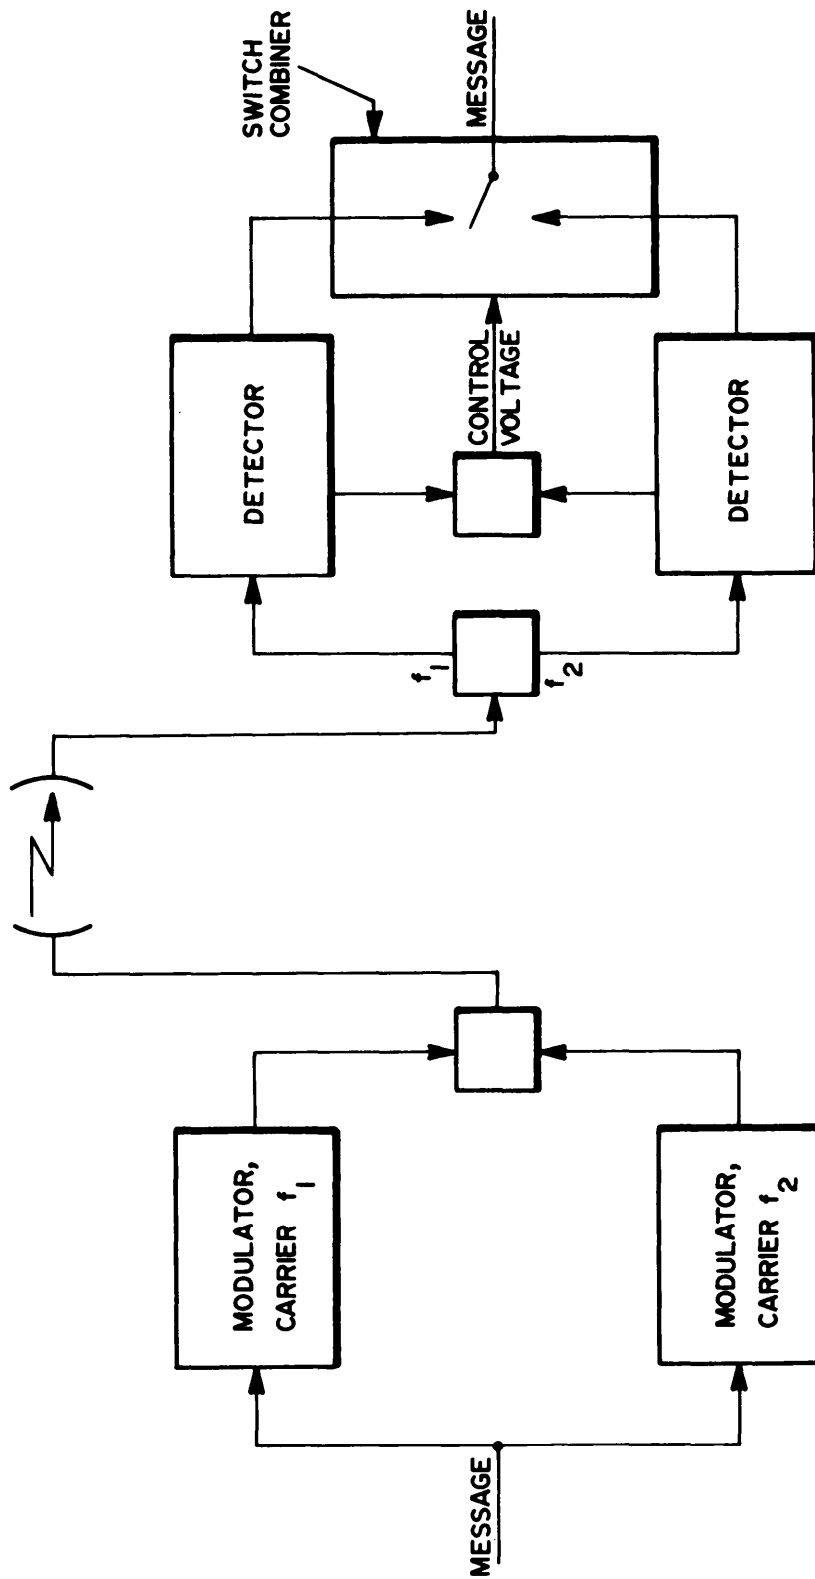 MESSAGE
MODULATOR,
CARRIER f1
MODULATOR,
CARRIER f2
f1
f2
DETECTOR
DETECTOR
CONTROL
VOLTAGE
SWITCH
COMBINER
MESSAGE